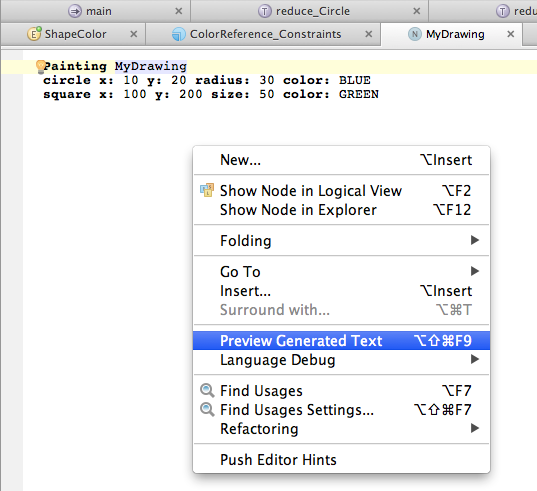 main
reduce_Circle
redu
ShapeColor
ColorReference_Constraints
MyDrawing
Painting MyDrawing
circle x: 10 y: 20 radius: 30 color: BLUE
square x: 100 y: 200 size: 50 color: GREEN
New... ⌥Insert
Show Node in Logical View ⌥F2
Show Node in Explorer ⌥F12
Folding
Go To
Insert... ⌥Insert
Surround with... ⌥⌘T
Preview Generated Text ⌥⇧⌘F9
Language Debug
Find Usages ⌥F7
Find Usages Settings... ⌥⇧⌘F7
Refactoring
Push Editor Hints